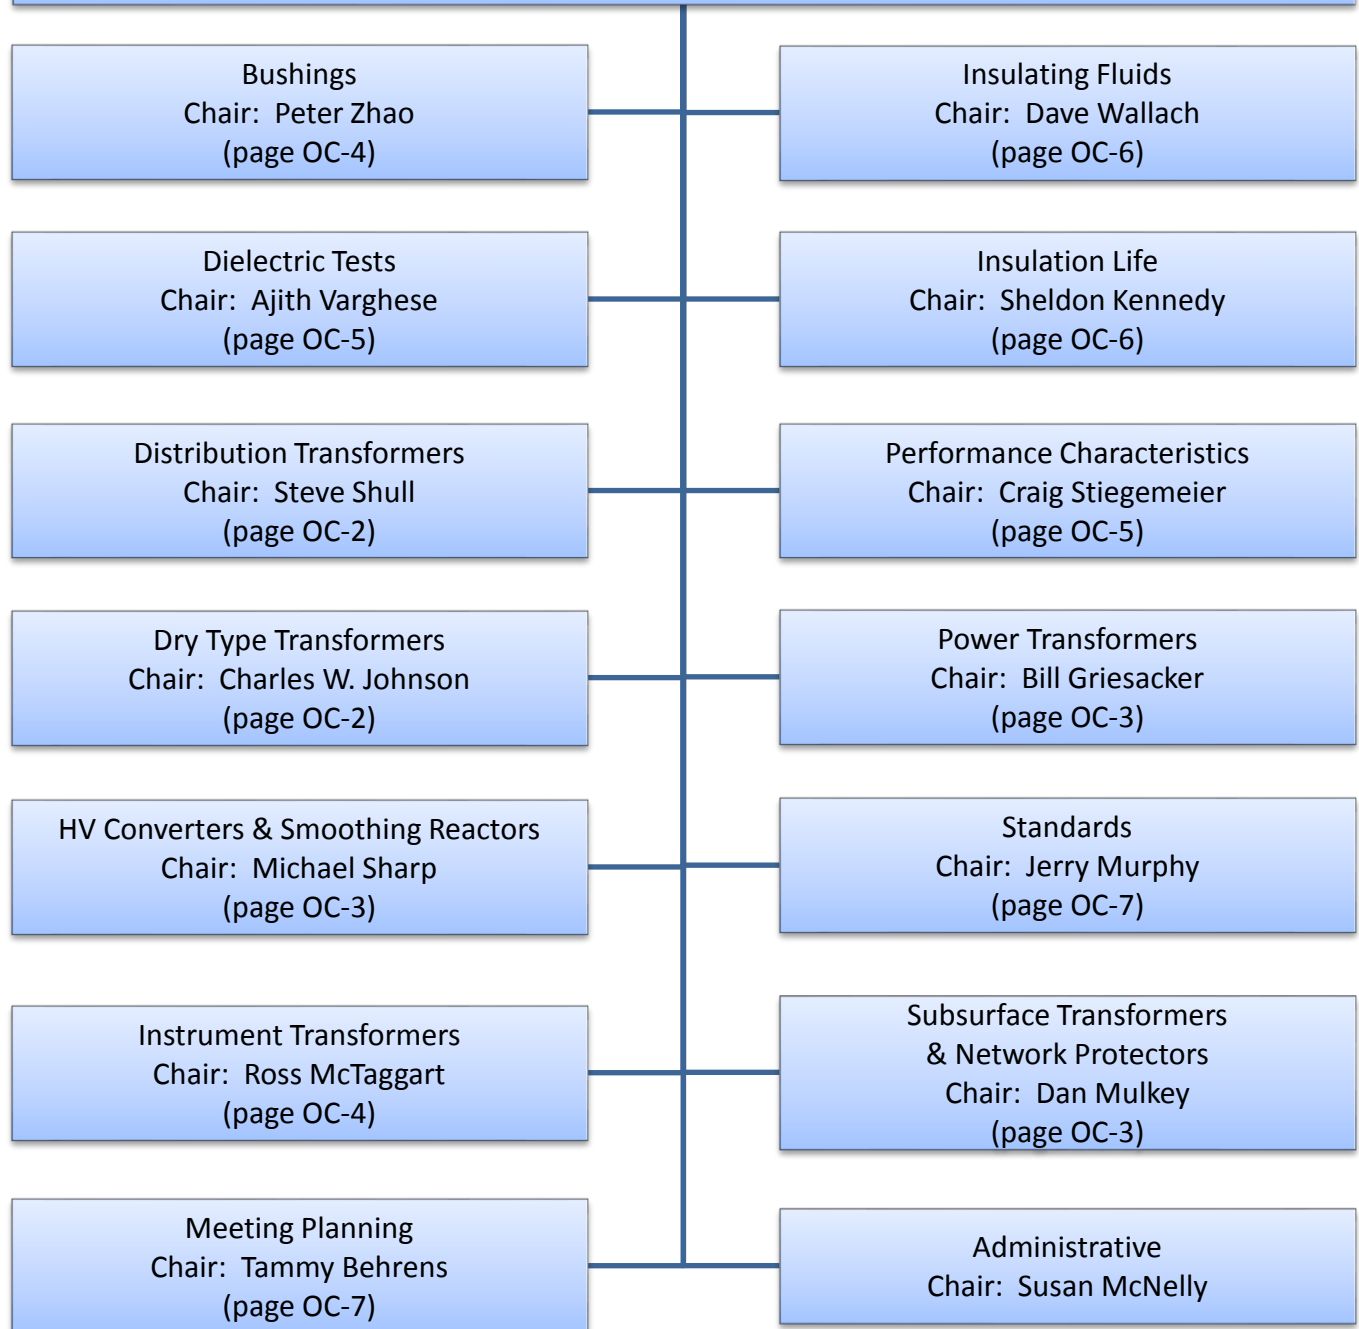 Bushings
Chair:  Peter Zhao
(page OC-4)
Insulating Fluids
Chair:  Dave Wallach
(page OC-6)
Dielectric Tests
Chair:  Ajith Varghese
(page OC-5)
Insulation Life
Chair:  Sheldon Kennedy
(page OC-6)
Distribution Transformers
Chair:  Steve Shull
(page OC-2)
Performance Characteristics
Chair:  Craig Stiegemeier
(page OC-5)
Dry Type Transformers
Chair:  Charles W. Johnson
(page OC-2)
Power Transformers
Chair:  Bill Griesacker
(page OC-3)
HV Converters & Smoothing Reactors
Chair:  Michael Sharp
(page OC-3)
Standards
Chair:  Jerry Murphy
(page OC-7)
Instrument Transformers
Chair:  Ross McTaggart
(page OC-4)
Subsurface Transformers
& Network Protectors
Chair:  Dan Mulkey
(page OC-3)
Meeting Planning
Chair:  Tammy Behrens
(page OC-7)
Administrative
Chair:  Susan McNelly